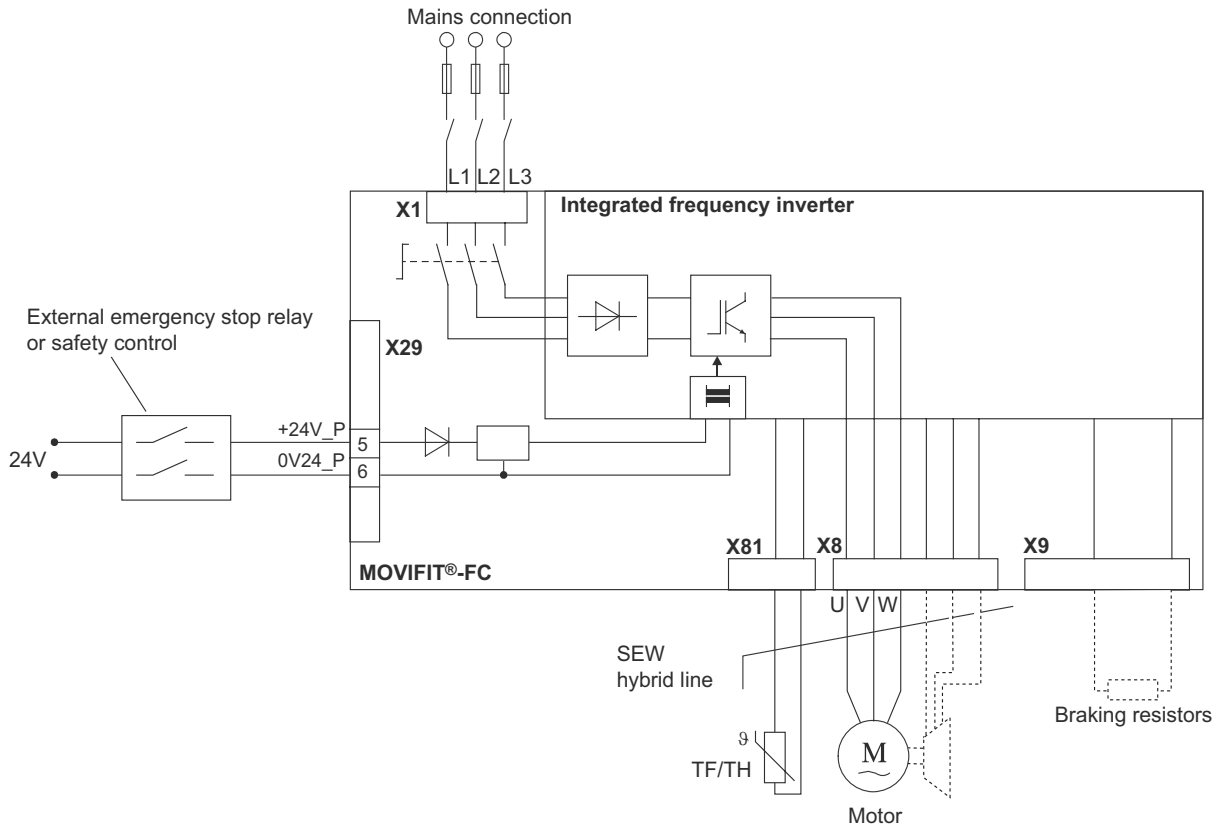 Mains connection
L1 L2 L3
X1
Integrated frequency inverter
External emergency stop relay
or safety control
X29
+24V_P
5
24V
0V24_P
6
X81
X8
X9
MOVIFIT®-FC
U V W
SEW
hybrid line
Braking resistors
ϑ
TF/TH
M
Motor